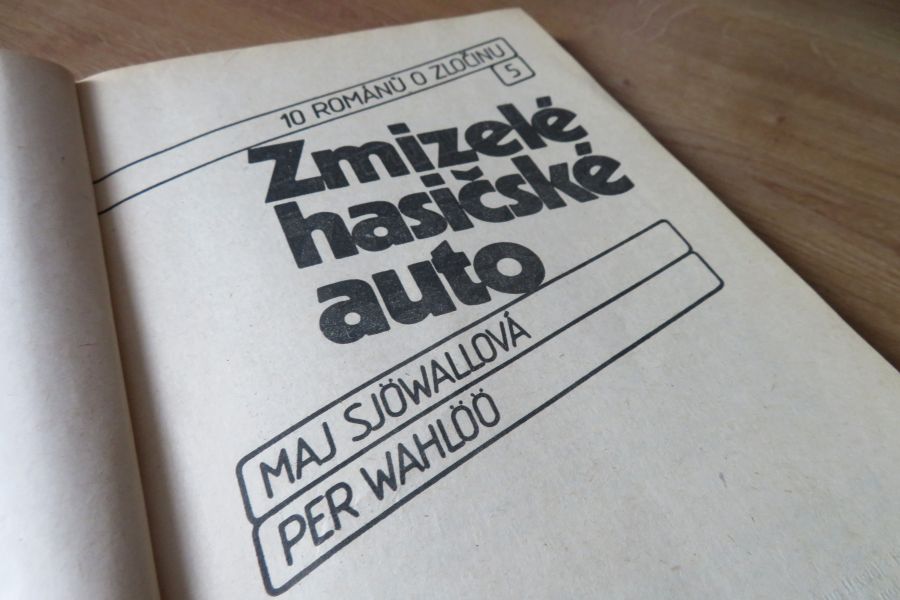 10 ROMÁNŮ O ZLOČINU
5
Zmizelé
hasičské
auto
MAJ SJÖWALLOVÁ
PER WAHLÖÖ